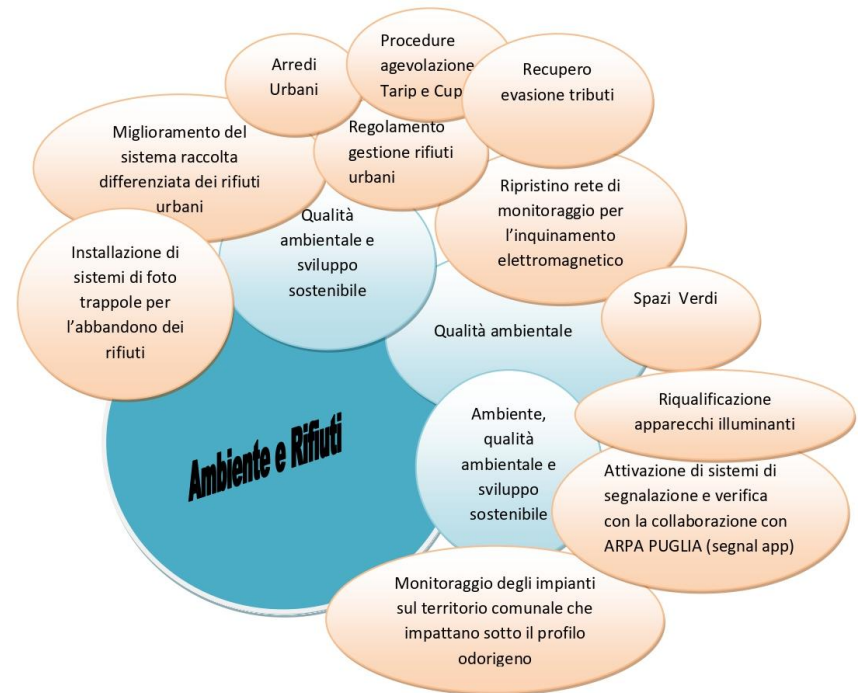 Procedure
agevolazione
Tarip e Cup
Arredi
Urbani
Recupero
evasione tributi
Miglioramento del
sistema raccolta
differenziata dei rifiuti
urbani
Regolamento
gestione rifiuti
urbani
Ripristino rete di
monitoraggio per
l'inquinamento
elettromagnetico
Qualità
ambientale e
sviluppo
sostenibile
Installazione di
sistemi di foto
trappole per
l'abbandono dei
rifiuti
Spazi Verdi
Qualità ambientale
Riqualificazione
apparecchi illuminanti
Ambiente,
qualità
ambientale e
sviluppo
sostenibile
Ambiente e Rifiuti
Attivazione di sistemi di
segnalazione e verifica
con la collaborazione con
ARPA PUGLIA (segnal app)
Monitoraggio degli impianti
sul territorio comunale che
impattano sotto il profilo
odorigeno